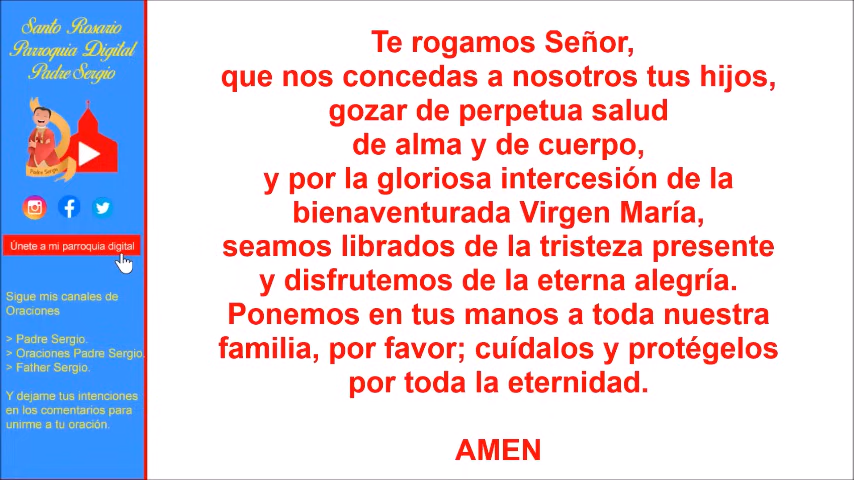 Santo Rosario
Parroquia Digital
Padre Sergio
Padre Sergio
Únete a mi parroquia digital
Sigue mis canales de
Oraciones
> Padre Sergio.
> Oraciones Padre Sergio.
> Father Sergio.
Y dejame tus intenciones
en los comentarios para
unirme a tu oración.
Te rogamos Señor,
que nos concedas a nosotros tus hijos,
gozar de perpetua salud
de alma y de cuerpo,
y por la gloriosa intercesión de la
bienaventurada Virgen María,
seamos librados de la tristeza presente
y disfrutemos de la eterna alegría.
Ponemos en tus manos a toda nuestra
familia, por favor; cuídalos y protégelos
por toda la eternidad.
AMEN